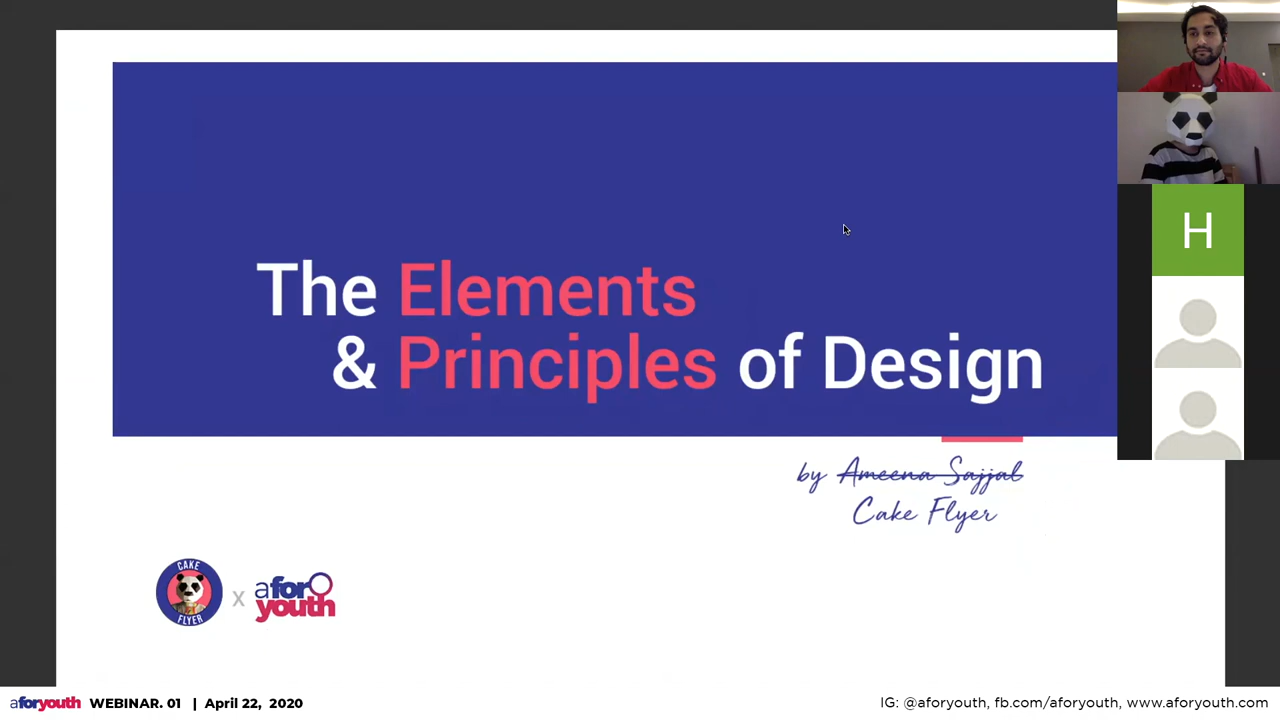 The Elements
& Principles of Design
by Ameena Sajjal
Cake Flyer
CAKE
FLYER
x
afor
youth
H
aforyouth WEBINAR. 01 | April 22, 2020
IG: @aforyouth, fb.com/aforyouth, www.aforyouth.com